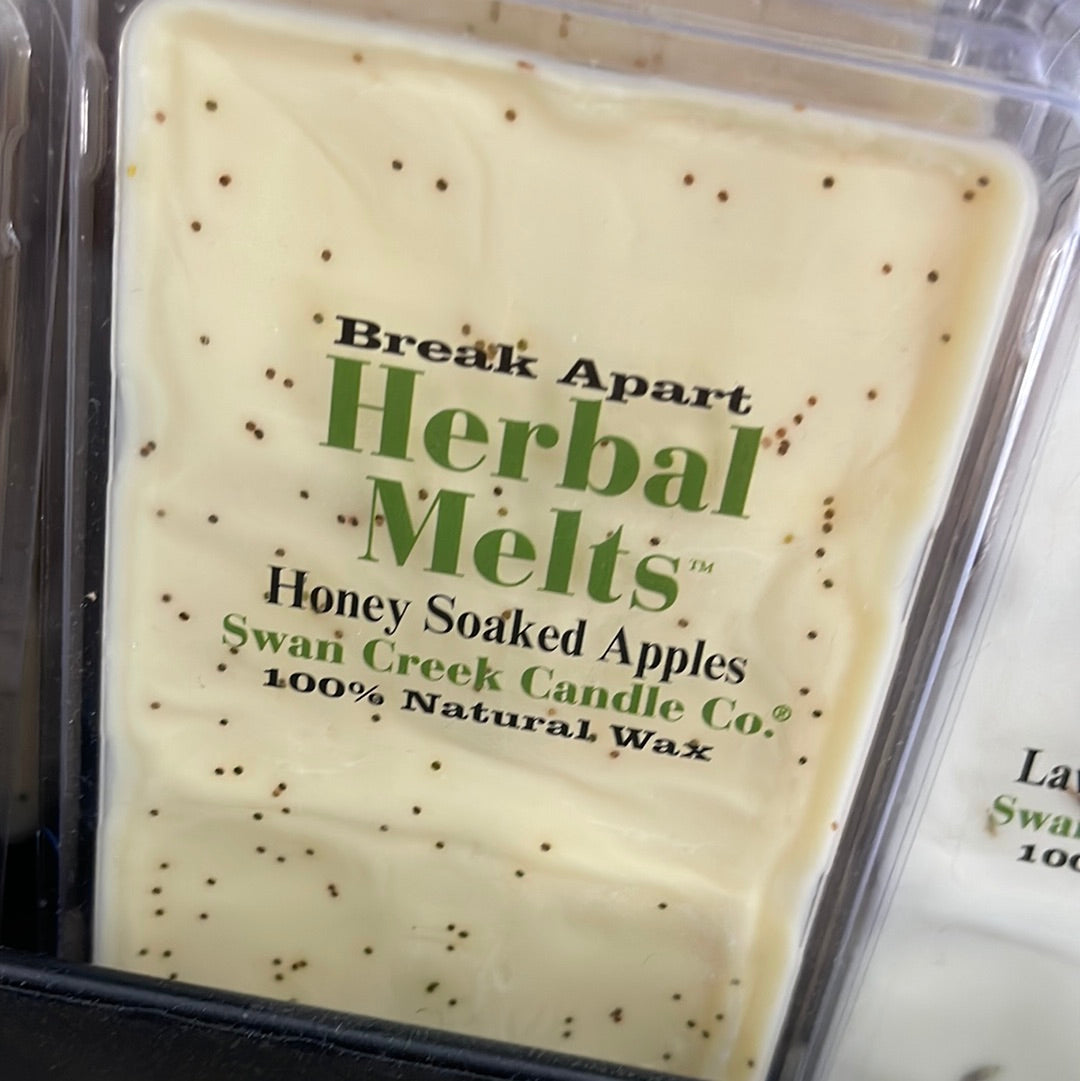 Break Apart
Herbal
Melts™
Honey Soaked Apples
Swan Creek Candle Co.®
100% Natural Wax